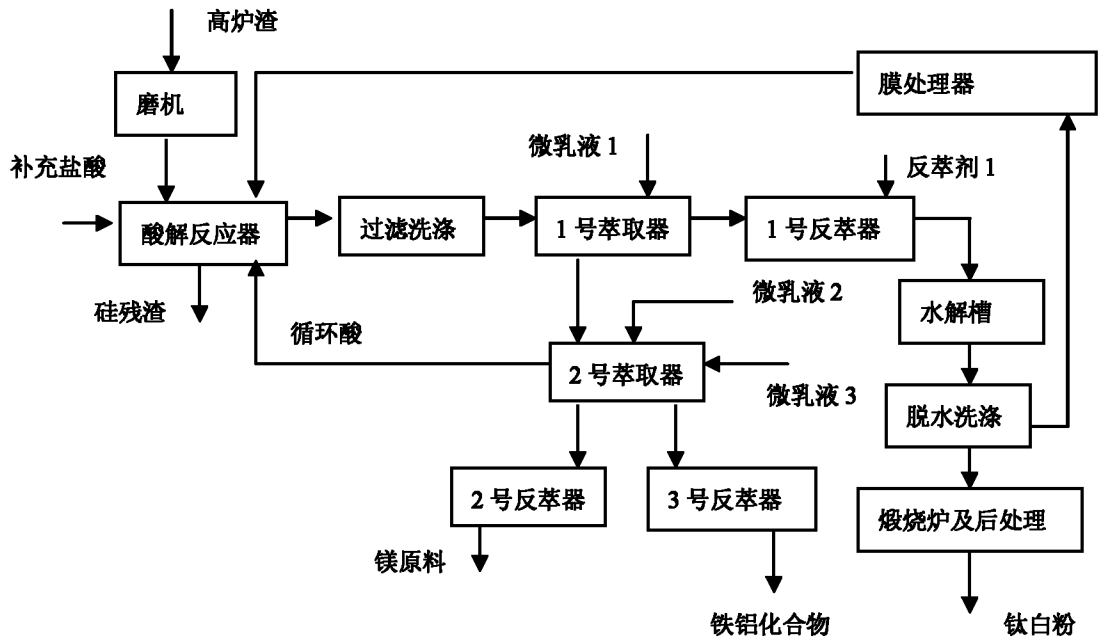 高炉渣
磨机
膜处理器
微乳液 1
反萃剂 1
补充盐酸
酸解反应器
过滤洗涤
1 号萃取器
1 号反萃器
硅残渣
微乳液 2
水解槽
循环酸
2 号萃取器
微乳液 3
脱水洗涤
2 号反萃器
3 号反萃器
煅烧炉及后处理
镁原料
铁铝化合物
钛白粉